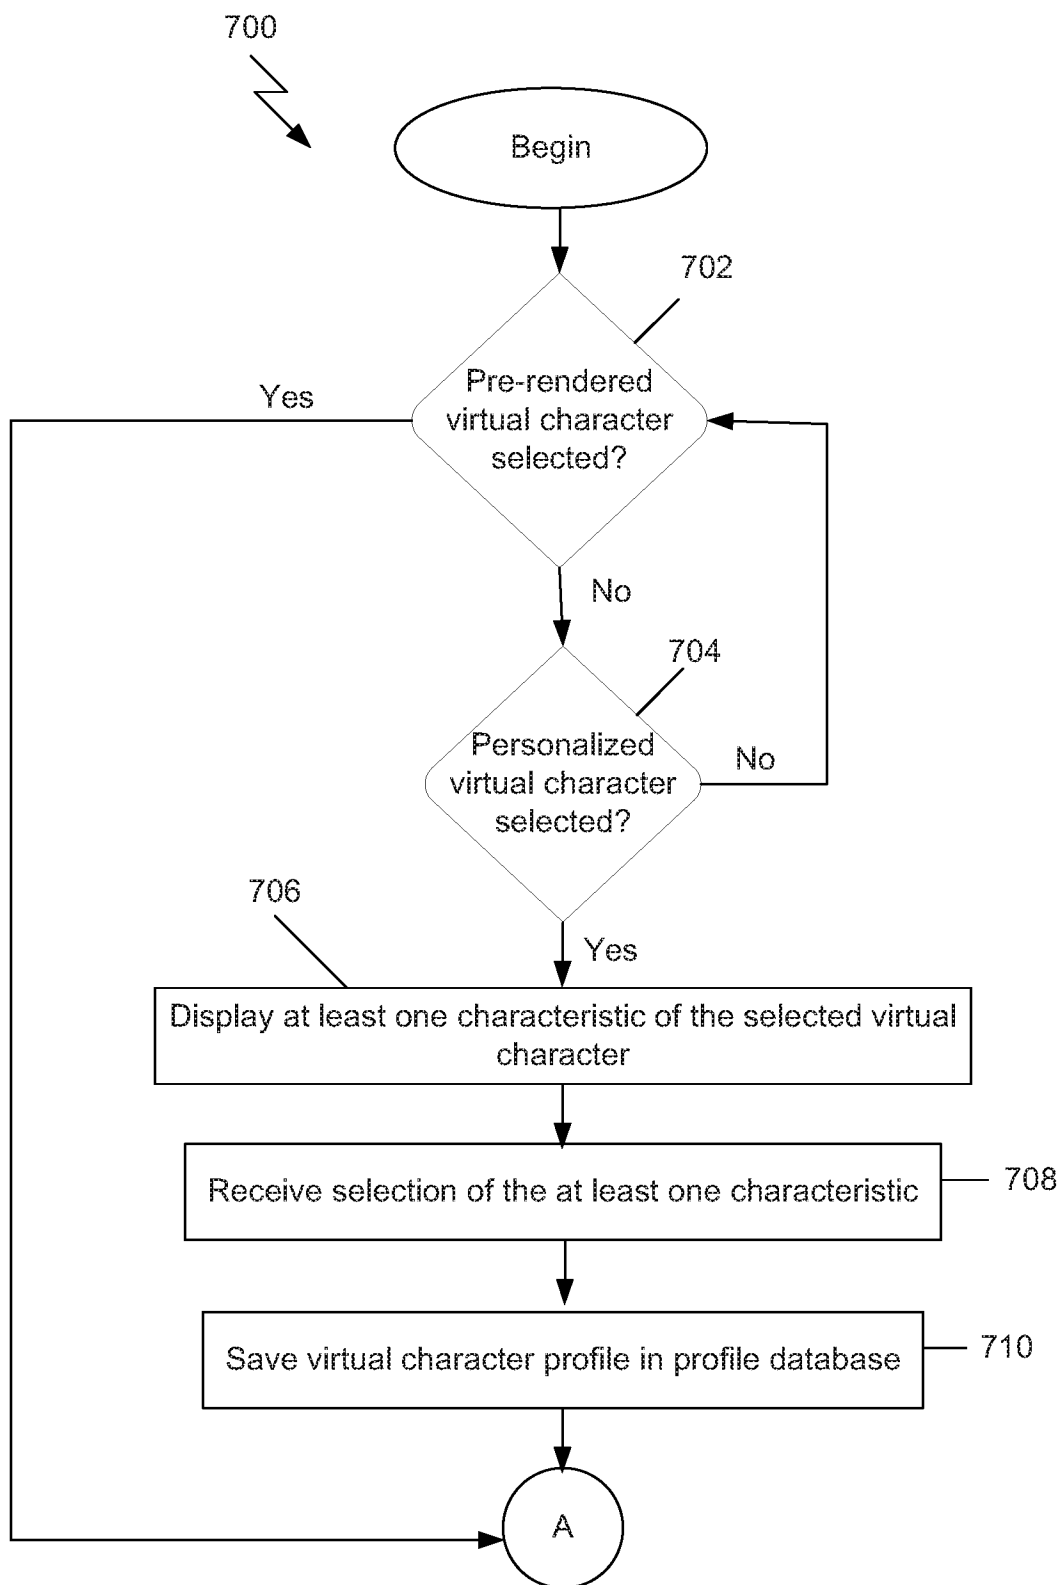 700
Begin
702
Pre-rendered
virtual character
selected?
Yes
No
704
Personalized
virtual character
selected?
No
706
Yes
Display at least one characteristic of the selected virtual
character
Receive selection of the at least one characteristic
708
Save virtual character profile in profile database
710
A